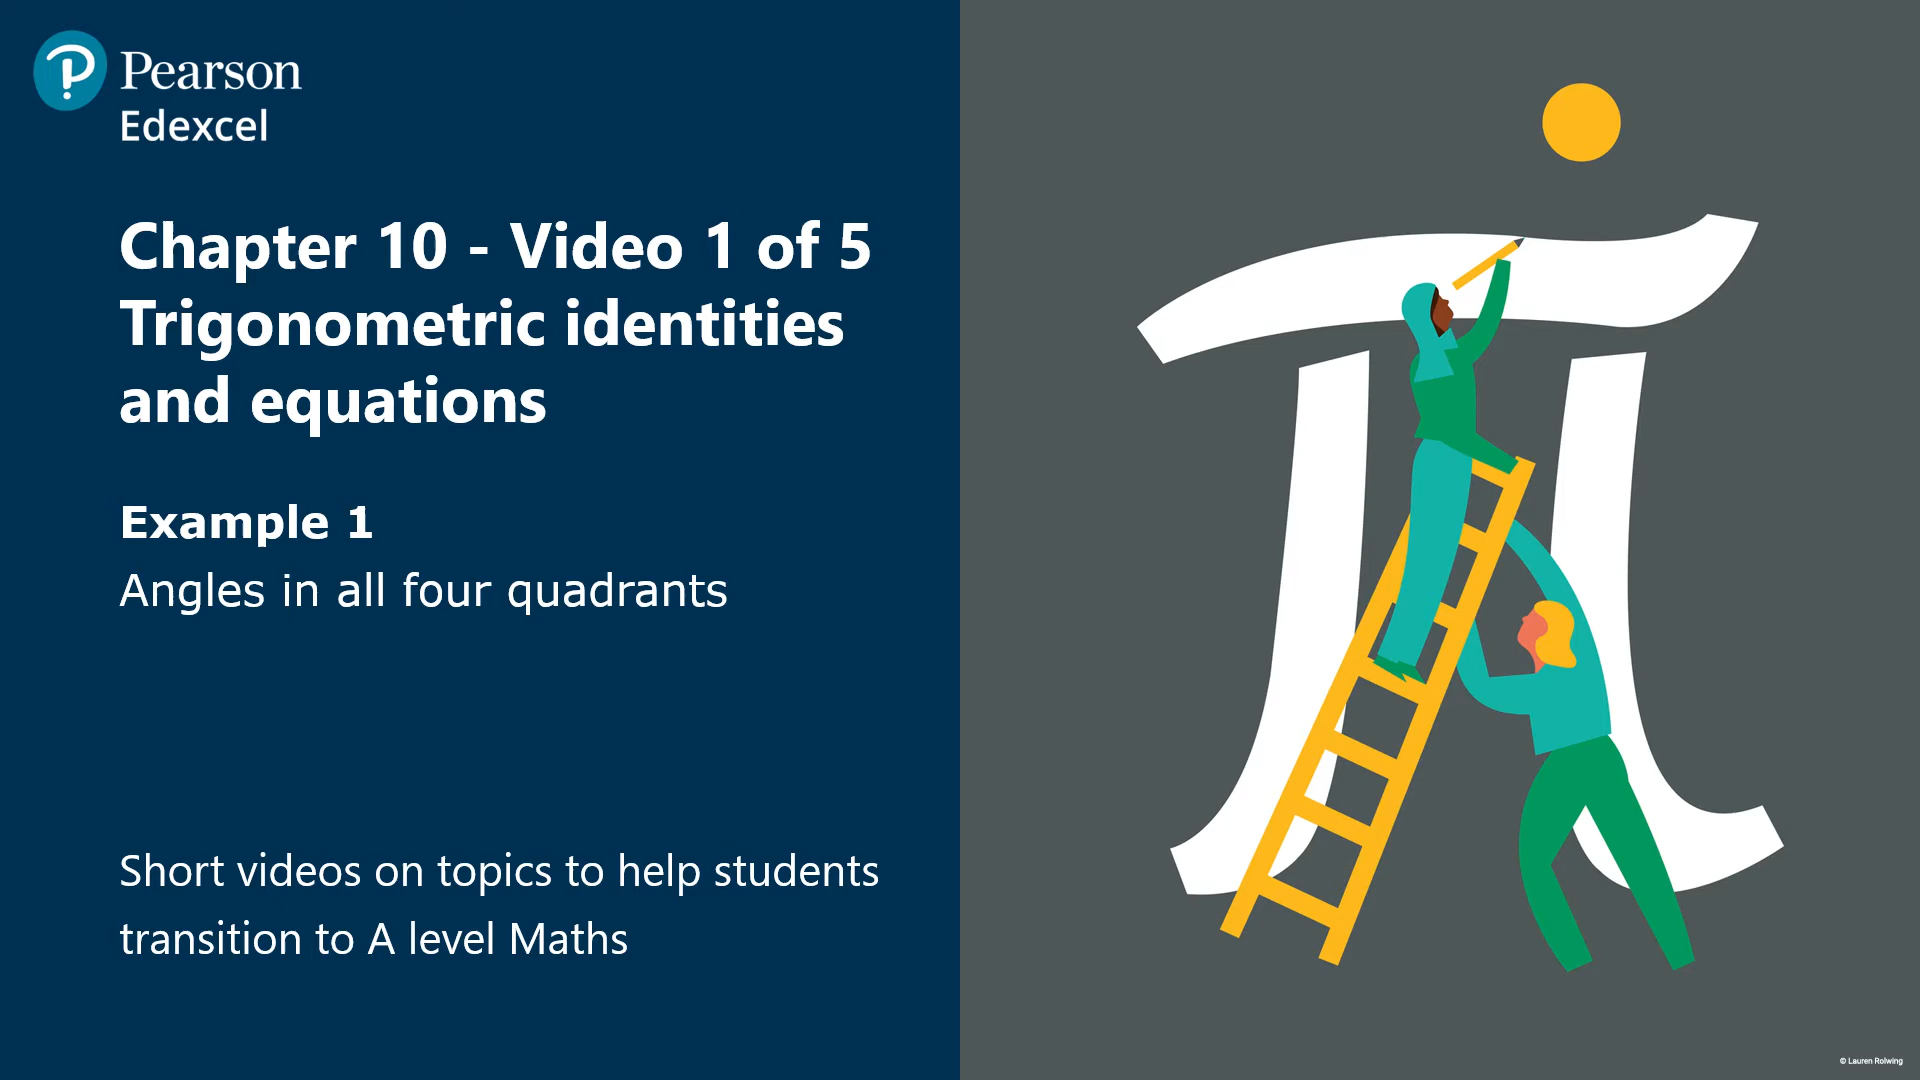 Pearson
Edexcel
Chapter 10 - Video 1 of 5
Trigonometric identities
and equations
Example 1
Angles in all four quadrants
Short videos on topics to help students
transition to A level Maths
© Lauren Rolwing